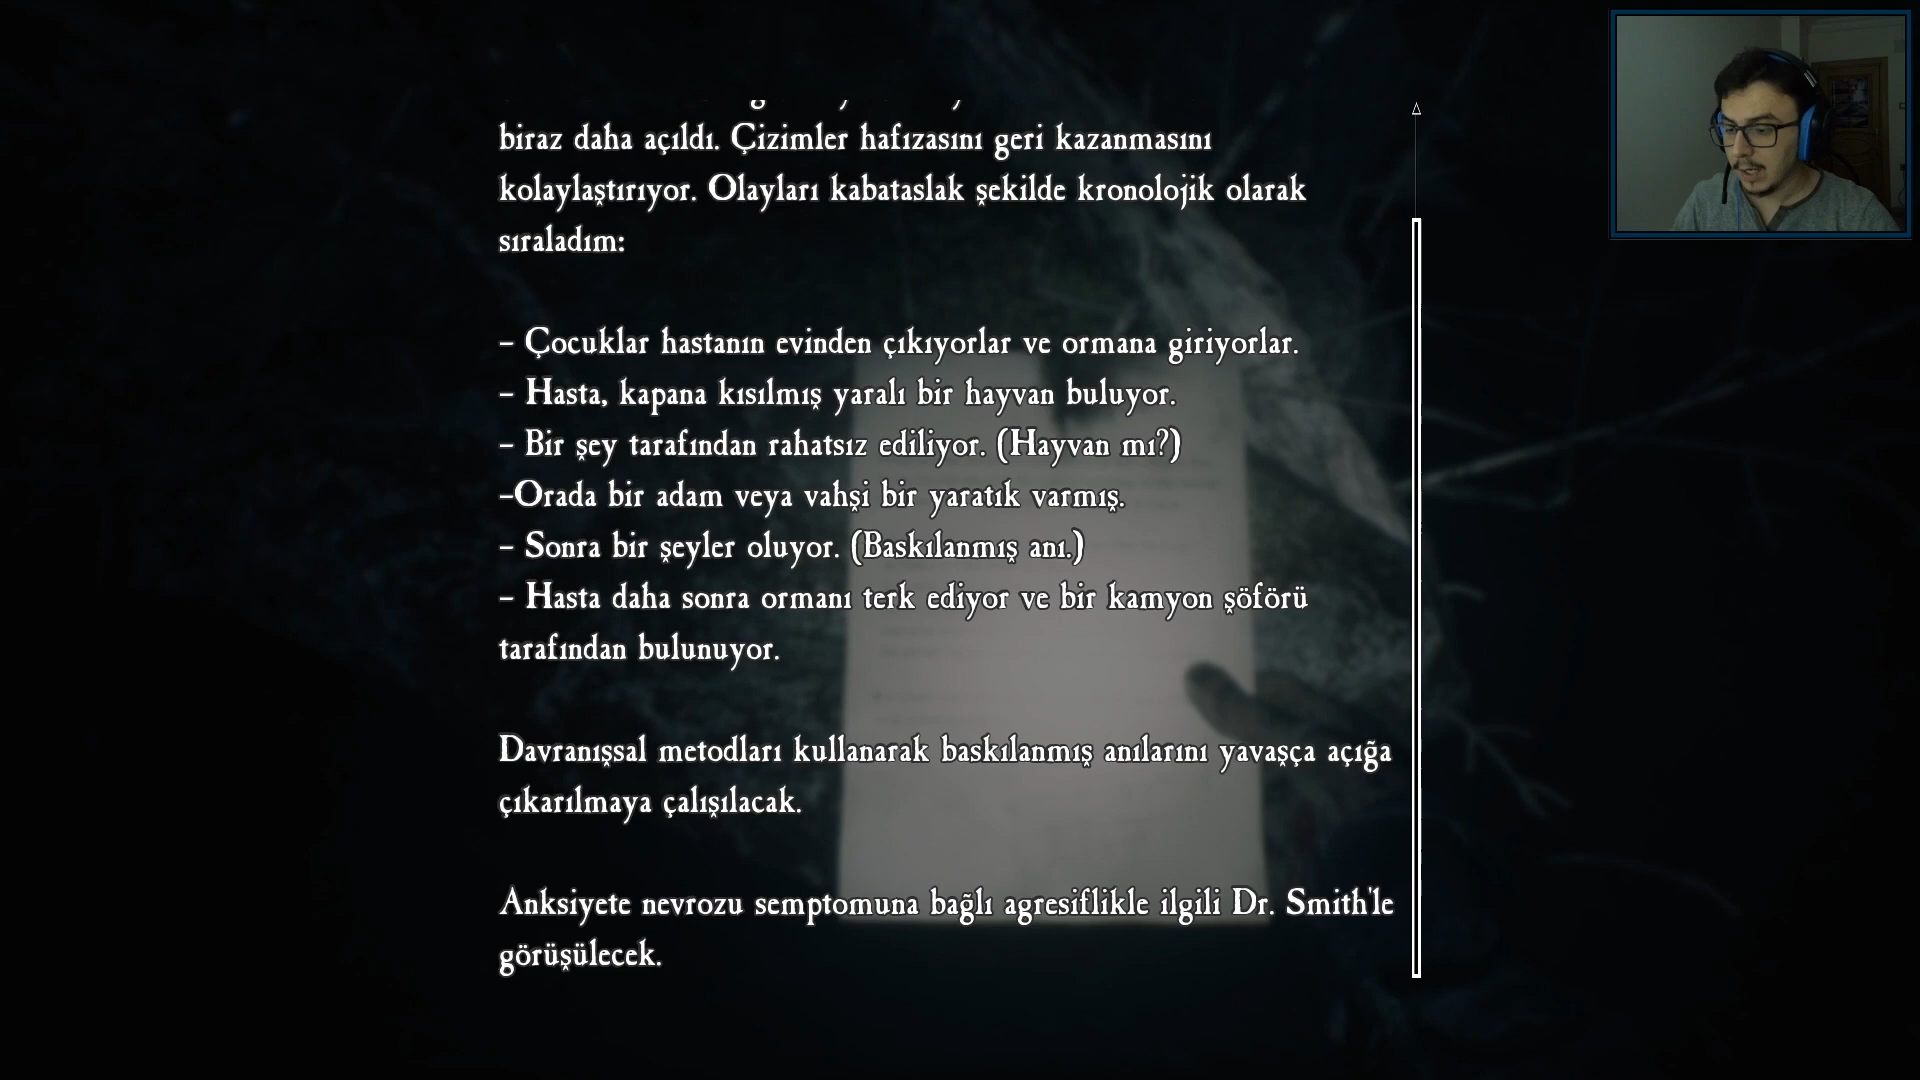 biraz daha açıldı. Çizimler hafızasını geri kazanmasını
kolaylaştırıyor. Olayları kabataslak şekilde kronolojik olarak
sıraladım:
- Çocuklar hastanın evinden çıkıyorlar ve ormana giriyorlar.
- Hasta, kapana kısılmış yaralı bir hayvan buluyor.
- Bir şey tarafından rahatsız ediliyor. (Hayvan mı?)
-Orada bir adam veya vahşi bir yaratık varmış.
- Sonra bir şeyler oluyor. (Baskılanmış anı.)
- Hasta daha sonra ormanı terk ediyor ve bir kamyon şöförü
tarafından bulunuyor.
Davranışsal metodları kullanarak baskılanmış anılarını yavaşça açığa
çıkarılmaya çalışılacak.
Anksiyete nevrozu semptomuna bağlı agresiflikle ilgili Dr. Smith'le
görüşülecek.